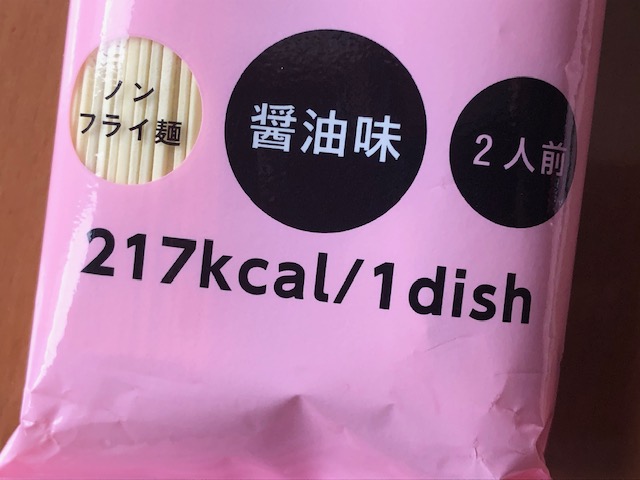 ノン
フライ麺
醤油味
2人前
217kcal/1dish